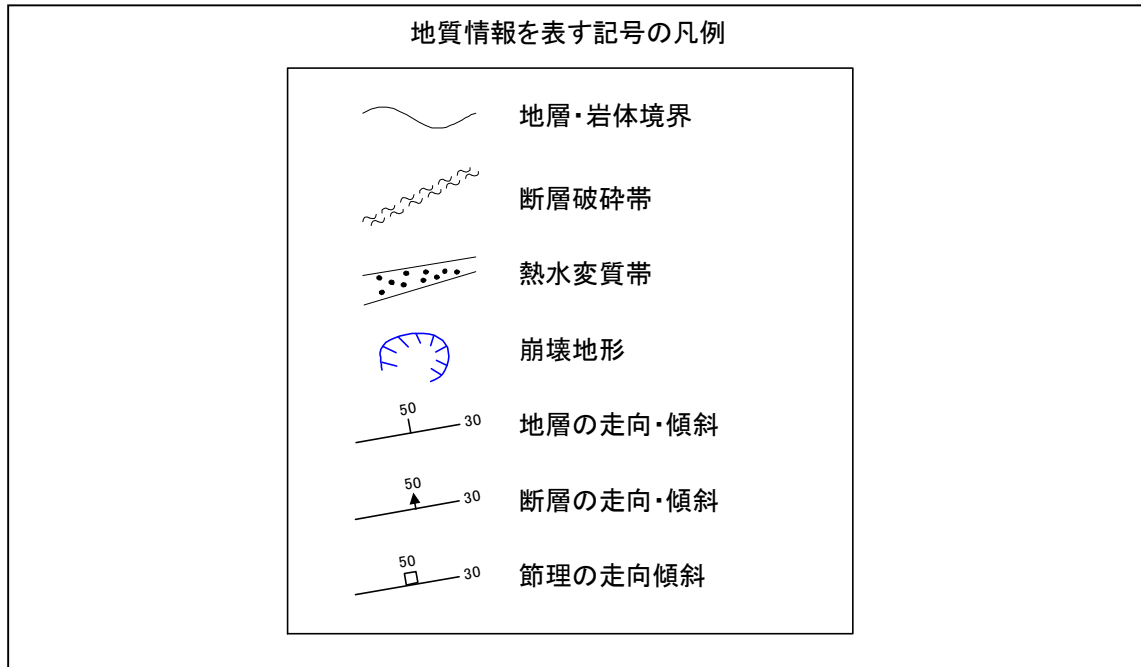 地質情報を表す記号の凡例
地層・岩体境界
断層破砕帯
熱水変質帯
崩壊地形
50
30
地層の走向・傾斜
50
30
断層の走向・傾斜
50
30
節理の走向傾斜